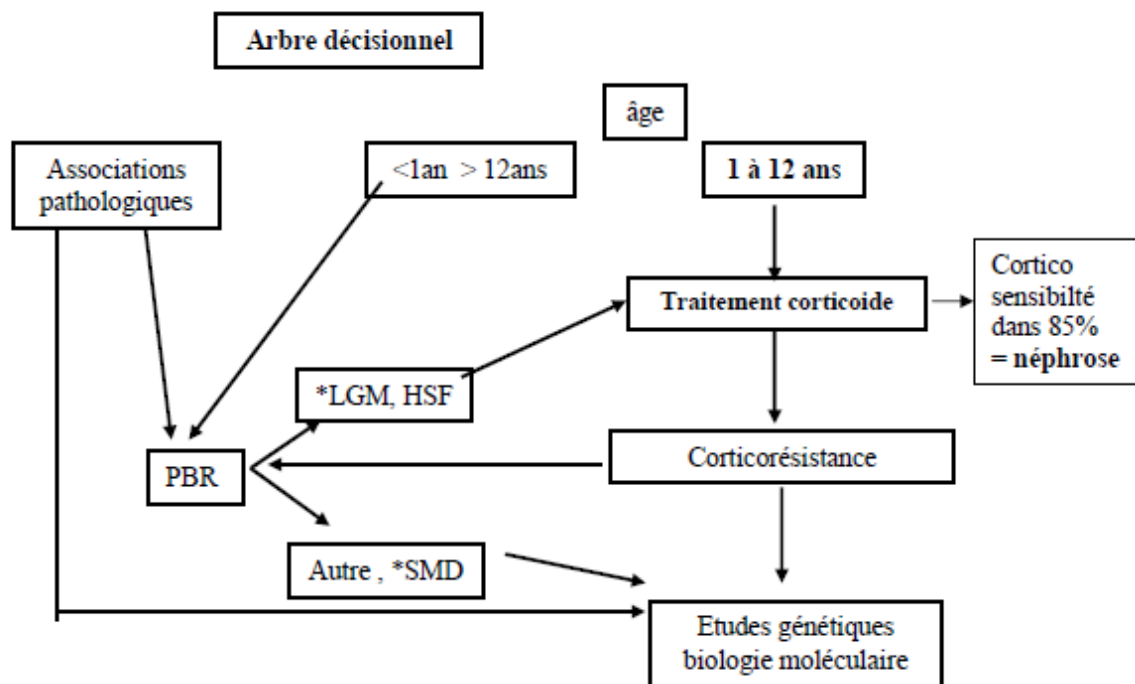 Arbre décisionnel
âge
Associations
pathologiques
<1an > 12ans
1 à 12 ans
Traitement corticoide
Cortico
sensibilté
dans 85%
= néphrose
*LGM, HSF
PBR
Corticorésistance
Autre , *SMD
Etudes génétiques
biologie moléculaire